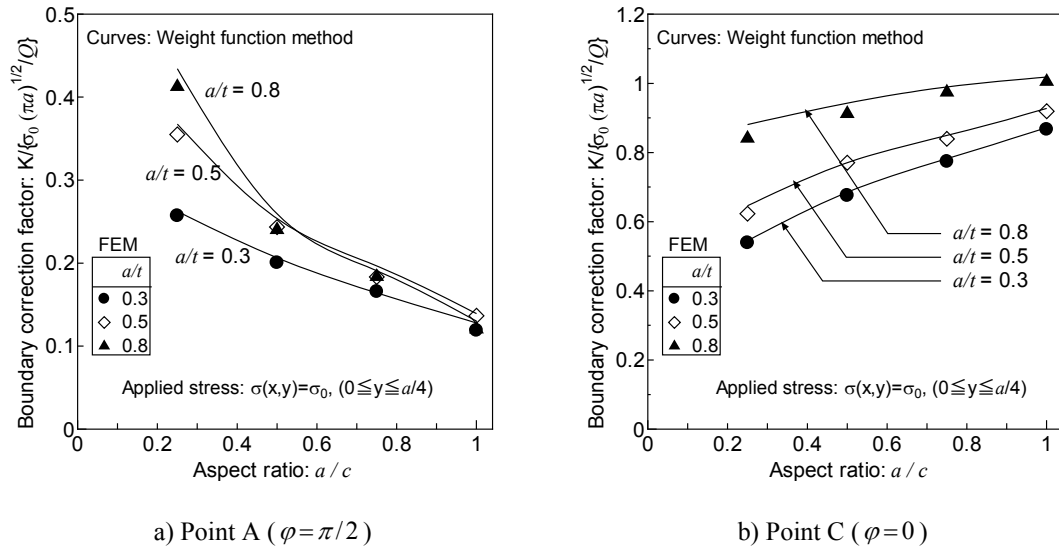 Boundary correction factor: K/{σ₀ (πa)^1/2/Q}
0.5
0.4
0.3
0.2
0.1
0
Curves: Weight function method
a/t = 0.8
a/t = 0.5
a/t = 0.3
FEM
a/t
0.3
0.5
0.8
Applied stress: σ(x,y)=σ₀, (0≦y≦a/4)
0 0.2 0.4 0.6 0.8 1
Aspect ratio: a / c
a) Point A ( φ=π/2 )
Boundary correction factor: K/{σ₀ (πa)^1/2/Q}
1.2
1
0.8
0.6
0.4
0.2
0
Curves: Weight function method
a/t = 0.8
a/t = 0.5
a/t = 0.3
FEM
a/t
0.3
0.5
0.8
Applied stress: σ(x,y)=σ₀, (0≦y≦a/4)
0 0.2 0.4 0.6 0.8 1
Aspect ratio: a / c
b) Point C ( φ=0 )